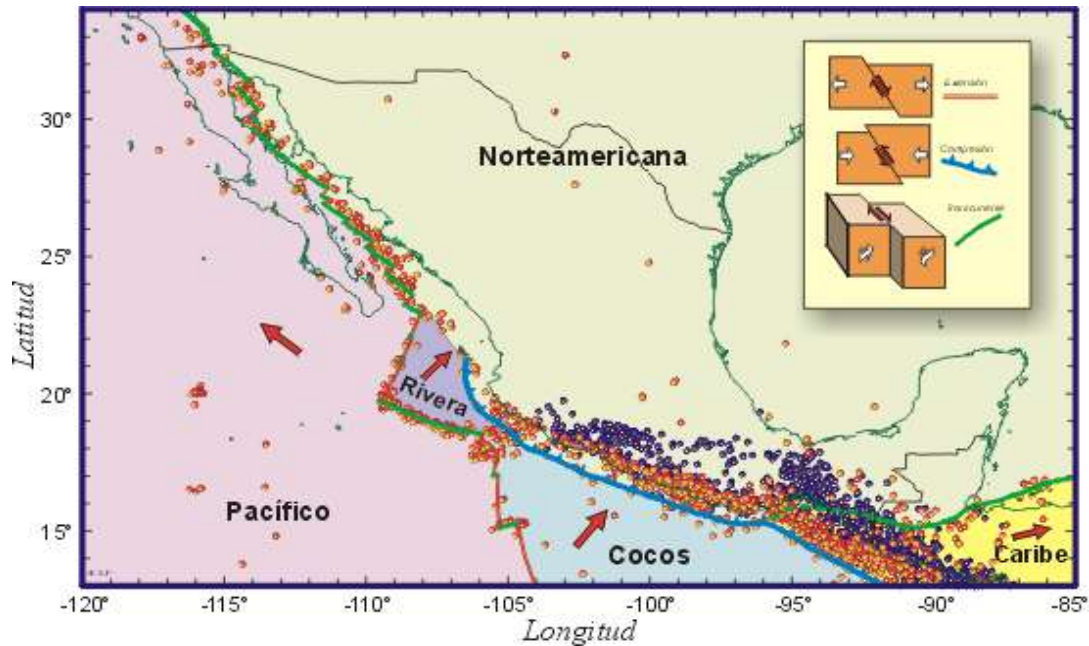 Extensión
Compresión
Transcurrente
Norteamericana
Rivera
Pacífico
Cocos
Caribe
Latitud
30°
25°
20°
15°
-120°
-115°
-110°
-105°
-100°
-95°
-90°
-85°
Longitud